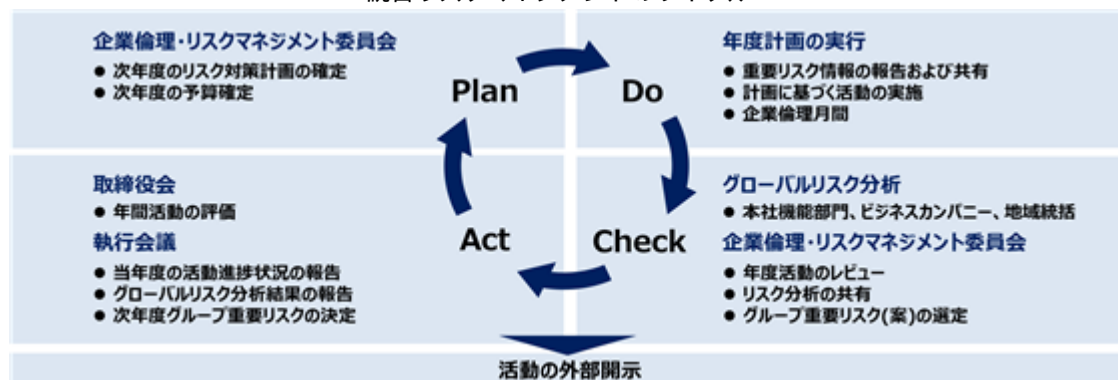 企業倫理・リスクマネジメント委員会
● 次年度のリスク対策計画の確定
● 次年度の予算確定
Plan
年度計画の実行
● 重要リスク情報の報告および共有
● 計画に基づく活動の実施
● 企業倫理月間
Do
取締役会
● 年間活動の評価
執行会議
● 当年度の活動進捗状況の報告
● グローバルリスク分析結果の報告
● 次年度グループ重要リスクの決定
Act
グローバルリスク分析
● 本社機能部門、ビジネスカンパニー、地域統括
企業倫理・リスクマネジメント委員会
● 年度活動のレビュー
● リスク分析の共有
● グループ重要リスク(案)の選定
Check
活動の外部開示